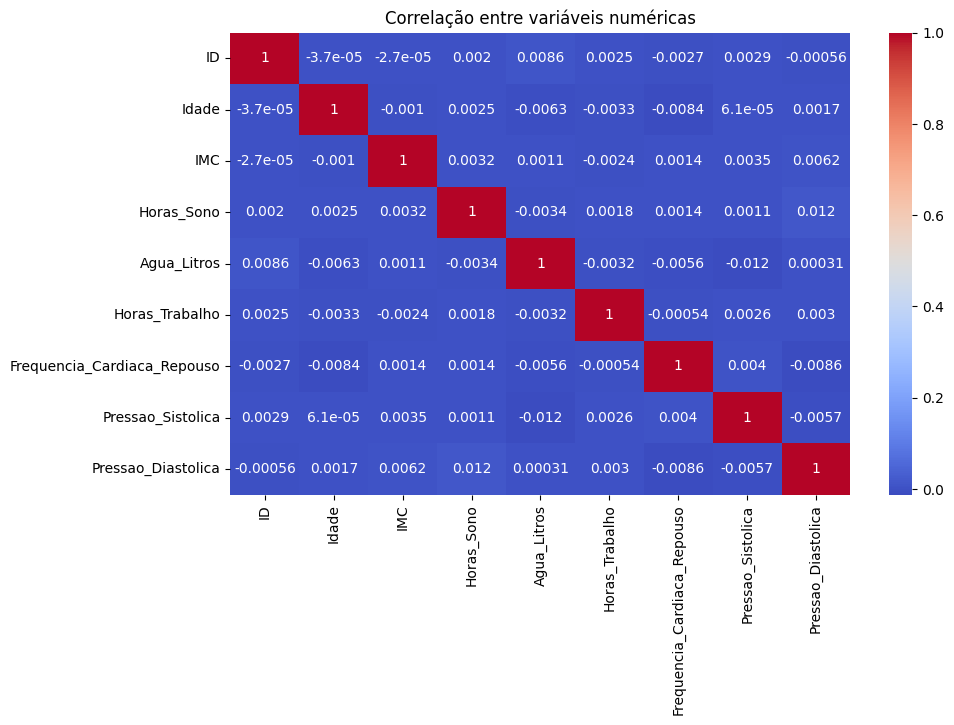 Correlação entre variáveis numéricas
ID 1 -3.7e-05 -2.7e-05 0.002 0.0086 0.0025 -0.0027 0.0029 -0.00056
Idade -3.7e-05 1 -0.001 0.0025 -0.0063 -0.0033 -0.0084 6.1e-05 0.0017
IMC -2.7e-05 -0.001 1 0.0032 0.0011 -0.0024 0.0014 0.0035 0.0062
Horas_Sono 0.002 0.0025 0.0032 1 -0.0034 0.0018 0.0014 0.0011 0.012
Agua_Litros 0.0086 -0.0063 0.0011 -0.0034 1 -0.0032 -0.0056 -0.012 0.00031
Horas_Trabalho 0.0025 -0.0033 -0.0024 0.0018 -0.0032 1 -0.00054 0.0026 0.003
Frequencia_Cardiaca_Repouso -0.0027 -0.0084 0.0014 0.0014 -0.0056 -0.00054 1 0.004 -0.0086
Pressao_Sistolica 0.0029 6.1e-05 0.0035 0.0011 -0.012 0.0026 0.004 1 -0.0057
Pressao_Diastolica -0.00056 0.0017 0.0062 0.012 0.00031 0.003 -0.0086 -0.0057 1
ID
Idade
IMC
Horas_Sono
Agua_Litros
Horas_Trabalho
Frequencia_Cardiaca_Repouso
Pressao_Sistolica
Pressao_Diastolica
1.0
0.8
0.6
0.4
0.2
0.0